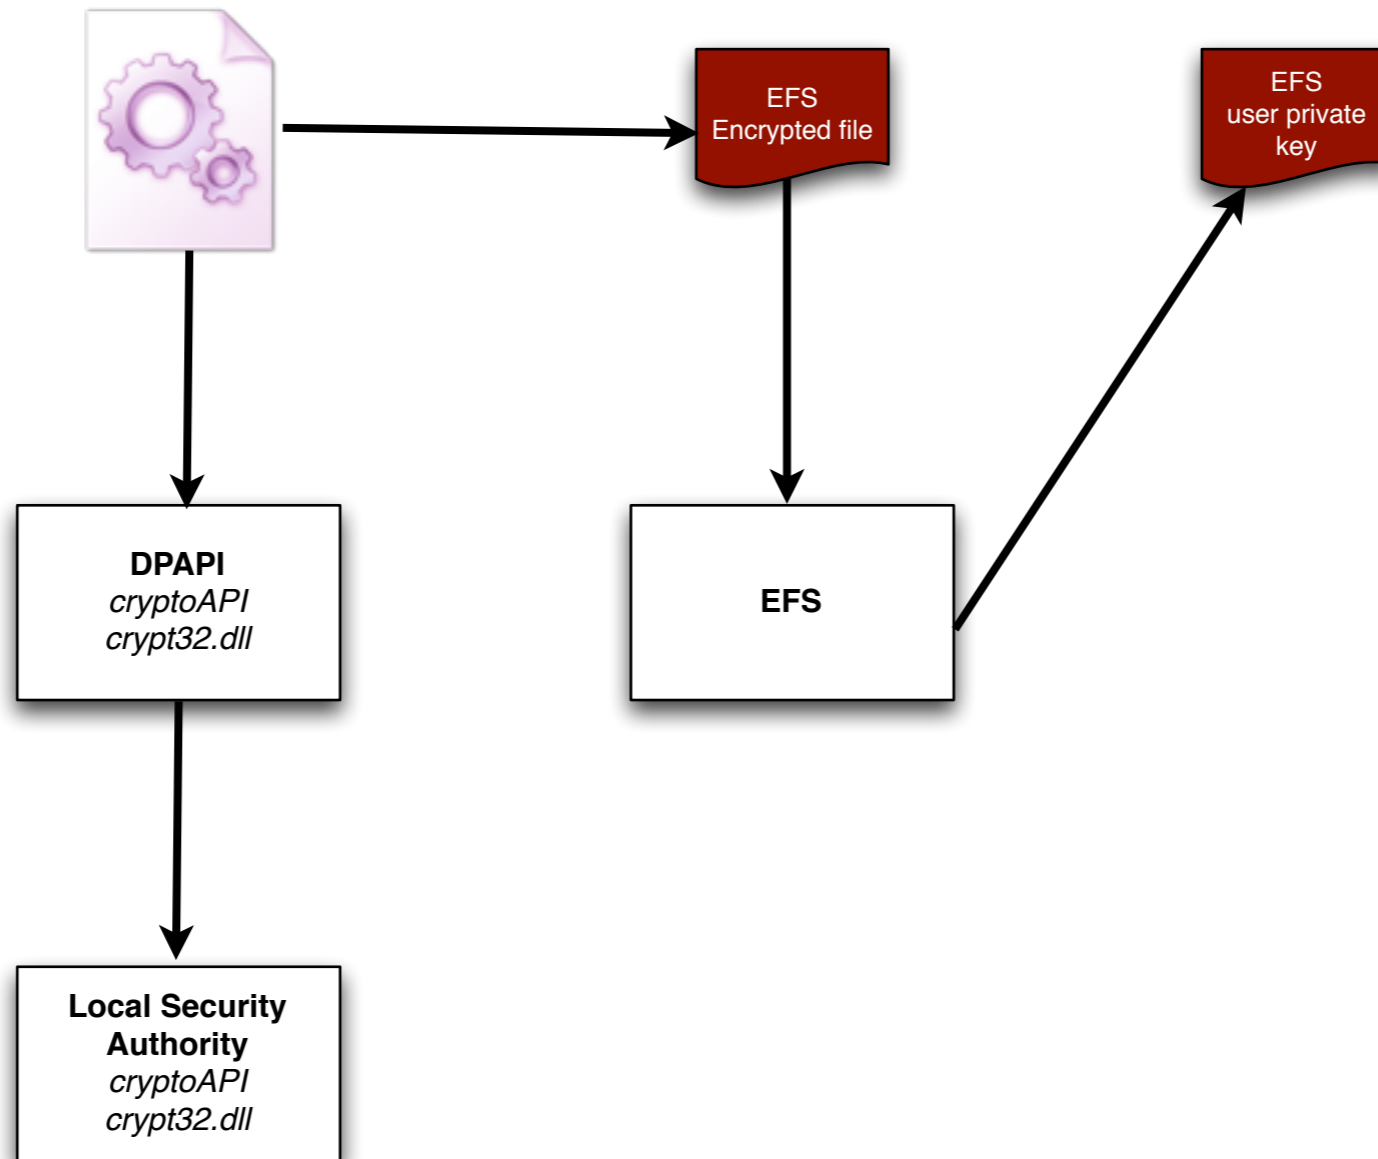 EFS
Encrypted file
EFS
user private
key
DPAPI
cryptoAPI
crypt32.dll
EFS
Local Security
Authority
cryptoAPI
crypt32.dll